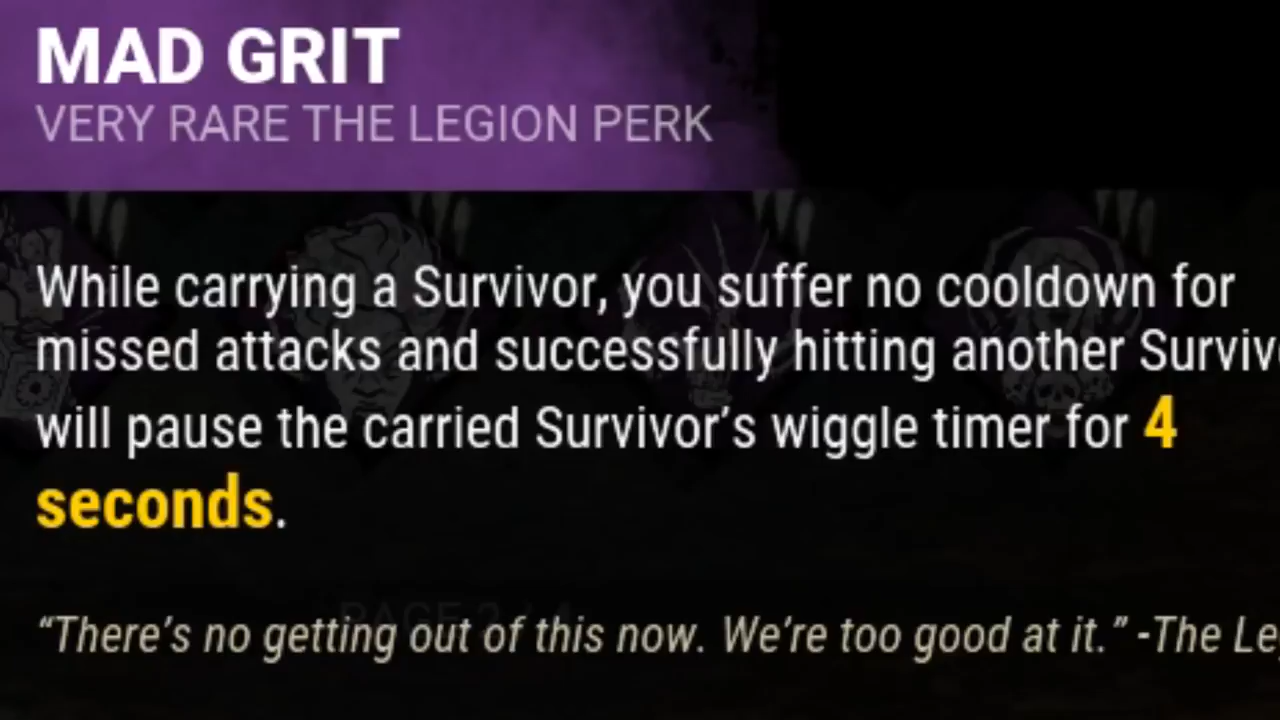 MAD GRIT
VERY RARE THE LEGION PERK
While carrying a Survivor, you suffer no cooldown for
missed attacks and successfully hitting another
will pause the carried Survivor's wiggle timer for 4
seconds.
PAGE
“There's no getting out of this now. We're too good at it.” -The